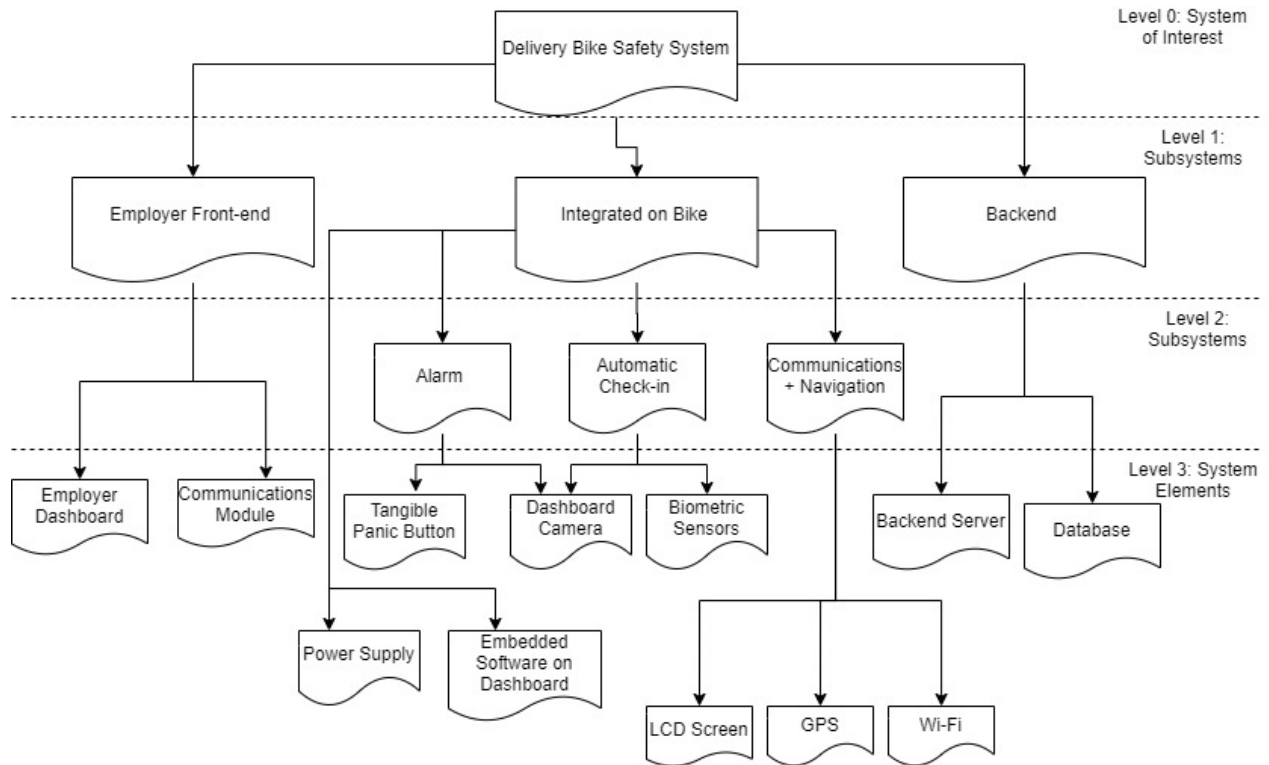 Level 0: System
of Interest
Delivery Bike Safety System
Level 1:
Subsystems
Employer Front-end
Integrated on Bike
Backend
Level 2:
Subsystems
Alarm
Automatic
Check-in
Communications
+ Navigation
Level 3: System
Elements
Employer
Dashboard
Communications
Module
Tangible
Panic Button
Dashboard
Camera
Biometric
Sensors
Backend Server
Database
Power Supply
Embedded
Software on
Dashboard
LCD Screen
GPS
Wi-Fi